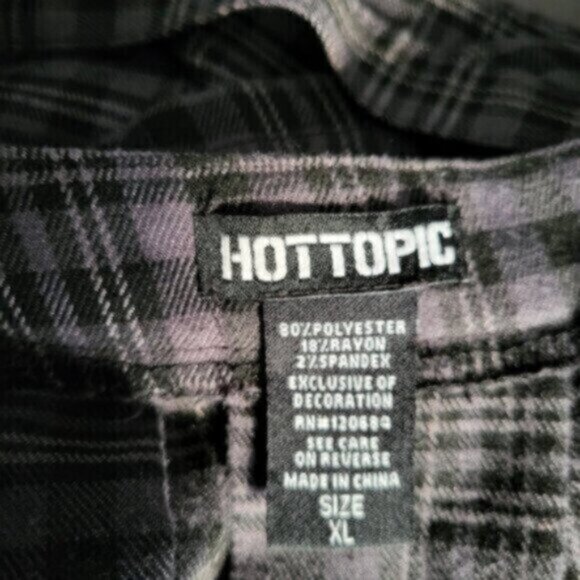 HOTTOPIC
80%POLYESTER
18%RAYON
2%SPANDEX
EXCLUSIVE OF
DECORATION
RN#120689
SEE CARE
ON REVERSE
MADE IN CHINA
SIZE
XL